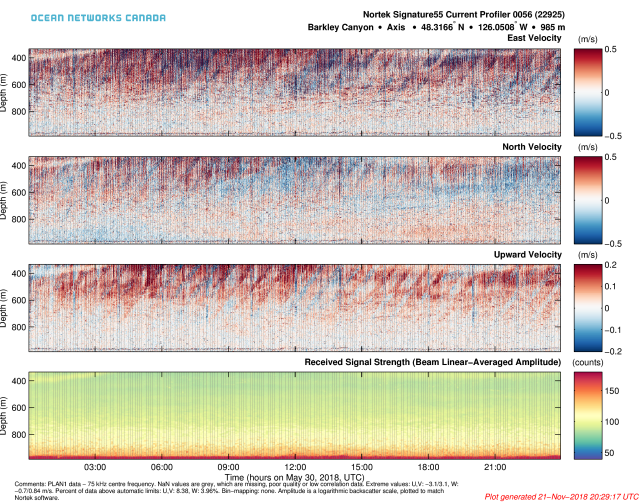 OCEAN NETWORKS CANADA
Nortek Signature55 Current Profiler 0056 (22925)
Barkley Canyon • Axis • 48.3166° N • 126.0508° W • 985 m
East Velocity
(m/s)
Depth (m)
400
600
800
0.5
0
−0.5
North Velocity
(m/s)
Depth (m)
400
600
800
0.5
0
−0.5
Upward Velocity
(m/s)
Depth (m)
400
600
800
0.2
0.1
0
−0.1
−0.2
Received Signal Strength (Beam Linear−Averaged Amplitude)
(counts)
Depth (m)
400
600
800
150
100
50
03:00 06:00 09:00 12:00 15:00 18:00 21:00
Time (hours on May 30, 2018, UTC)
Comments: PLAN1 data − 75 kHz centre frequency. NaN values are grey, which are missing, poor quality or low correlation data. Extreme values: U,V: −3.1/3.1, W:
−0.7/0.84 m/s. Percent of data above automatic limits: U,V: 8.38, W: 3.96%. Bin−mapping: none. Amplitude is a logarithmic backscatter scale, plotted to match
Nortek software.
Plot generated 21−Nov−2018 20:29:17 UTC